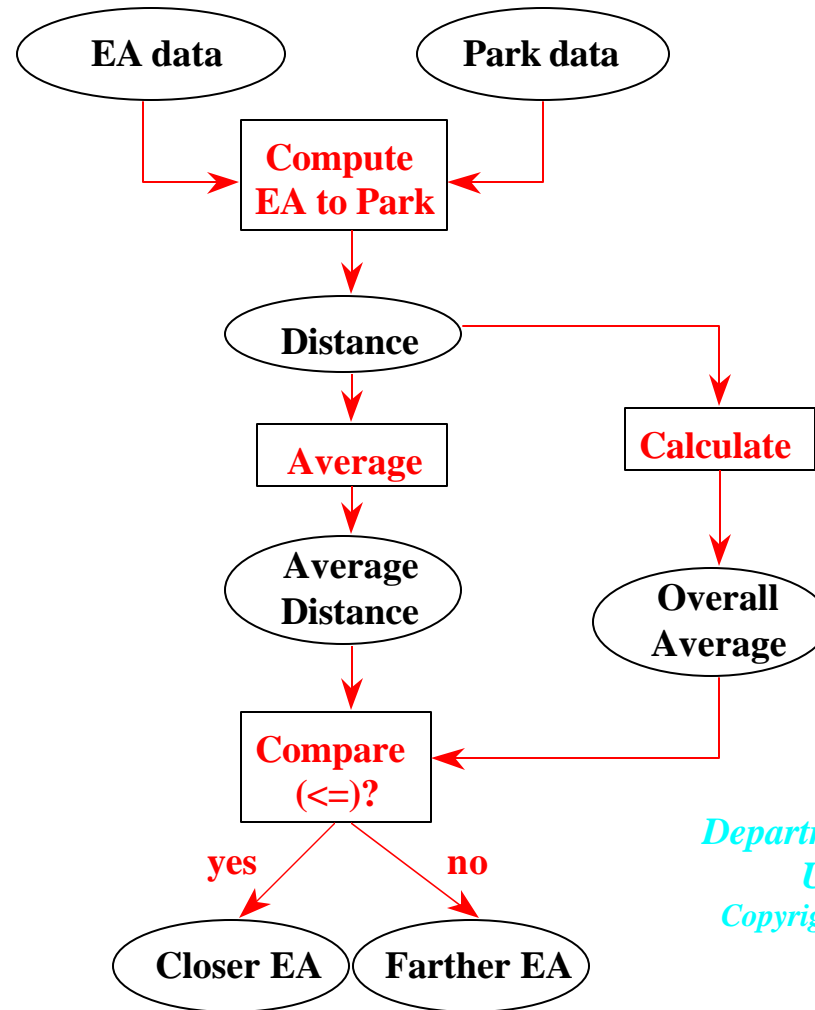 EA data
Park data
Compute
EA to Park
Distance
Average
Calculate
Average
Distance
Overall
Average
Compare
(<=)?
yes
no
Closer EA
Farther EA